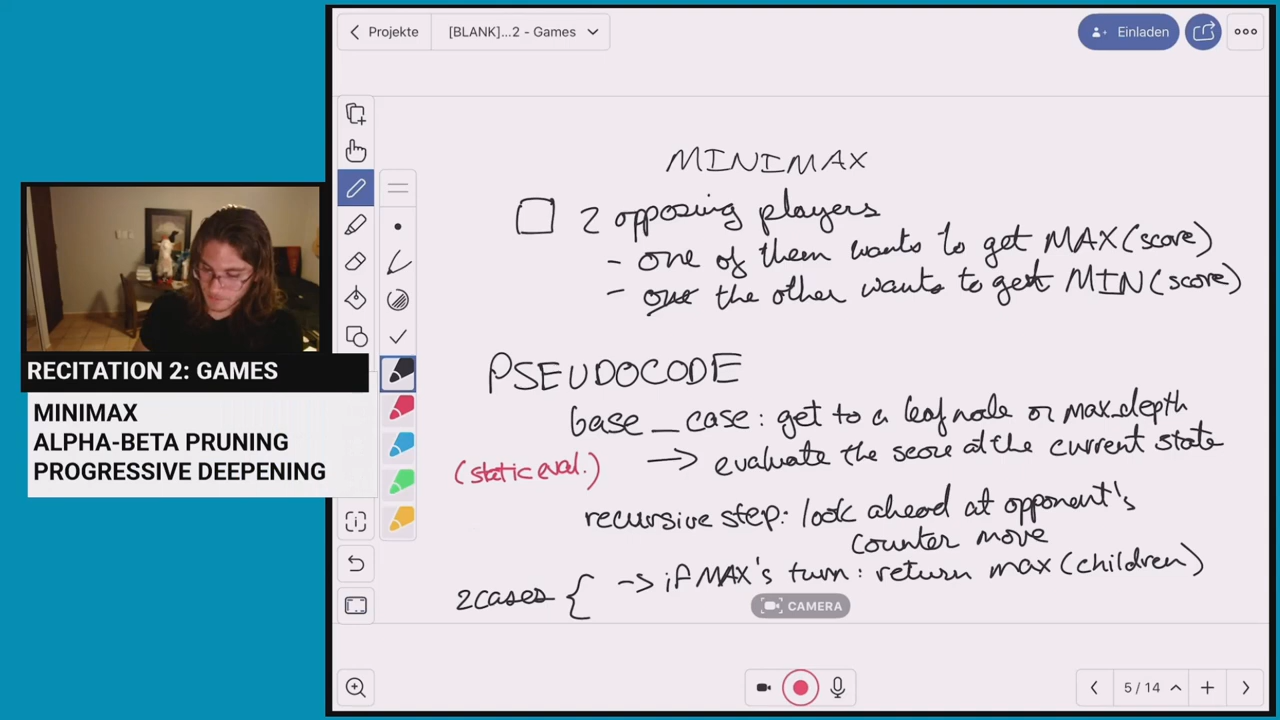 Projekte
[BLANK]...2 - Games
Einladen
MINIMAX
2 opposing players
- one of them wants to get MAX(score)
- one the other wants to get MIN(score)
PSEUDOCODE
base_case: get to a leaf node or max_depth
(static eval.) → evaluate the score at the current state
recursive step: look ahead at opponent's
counter move
2 cases { -> if MAX's turn: return max(children)
CAMERA
5 / 14
RECITATION 2: GAMES
MINIMAX
ALPHA-BETA PRUNING
PROGRESSIVE DEEPENING